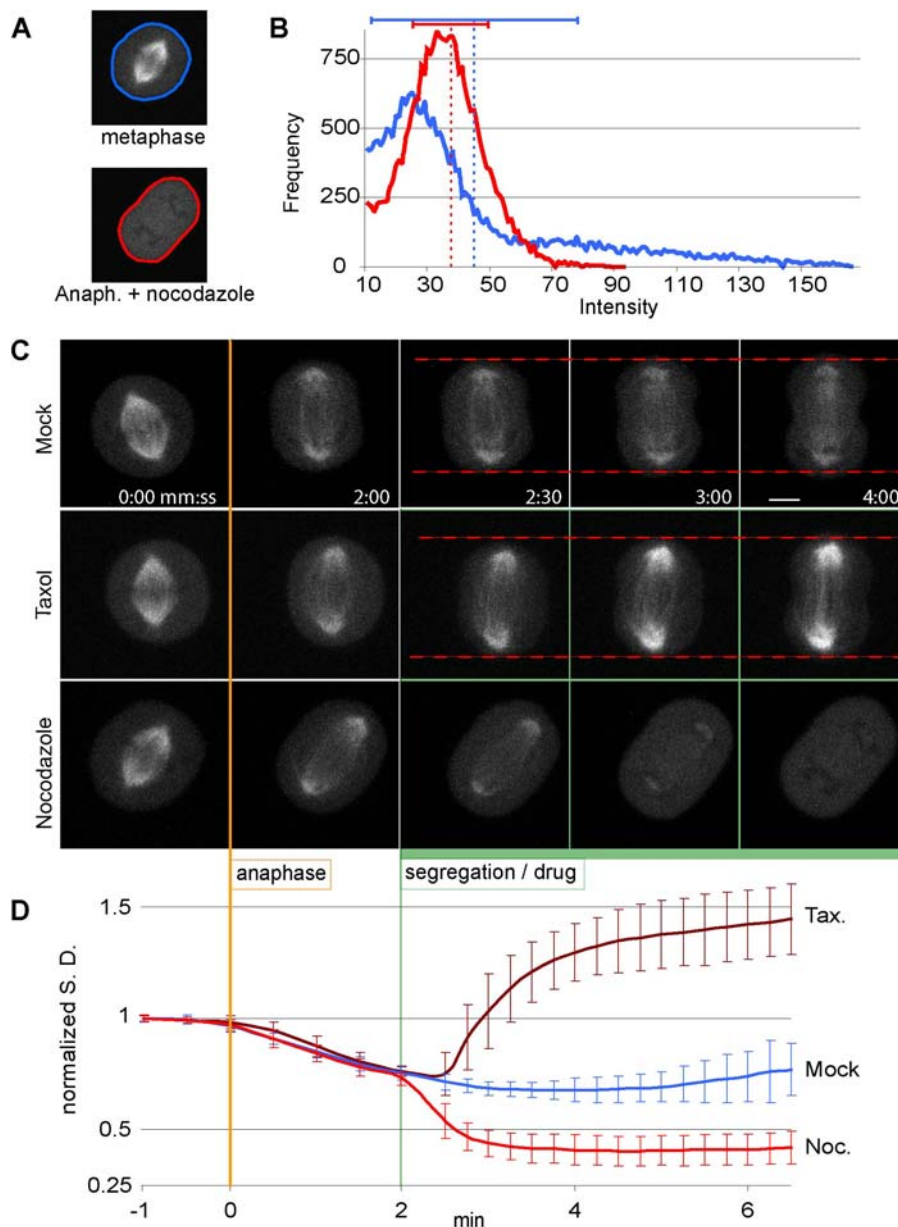 A
metaphase
Anaph. + nocodazole
B
Frequency
750
500
250
0
10 30 50 70 90 110 130 150
Intensity
C
Mock
0:00 mm:ss 2:00 2:30 3:00 4:00
Taxol
Nocodazole
anaphase
segregation / drug
D
normalized S. D.
1.5
1
0.5
0.25
-1 0 2 4 6
min
Tax.
Mock
Noc.